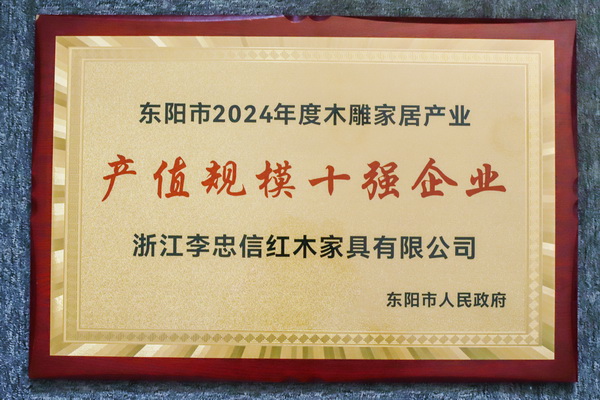 东阳市2024年度木雕家居产业
产值规模十强企业
浙江李忠信红木家具有限公司
东阳市人民政府